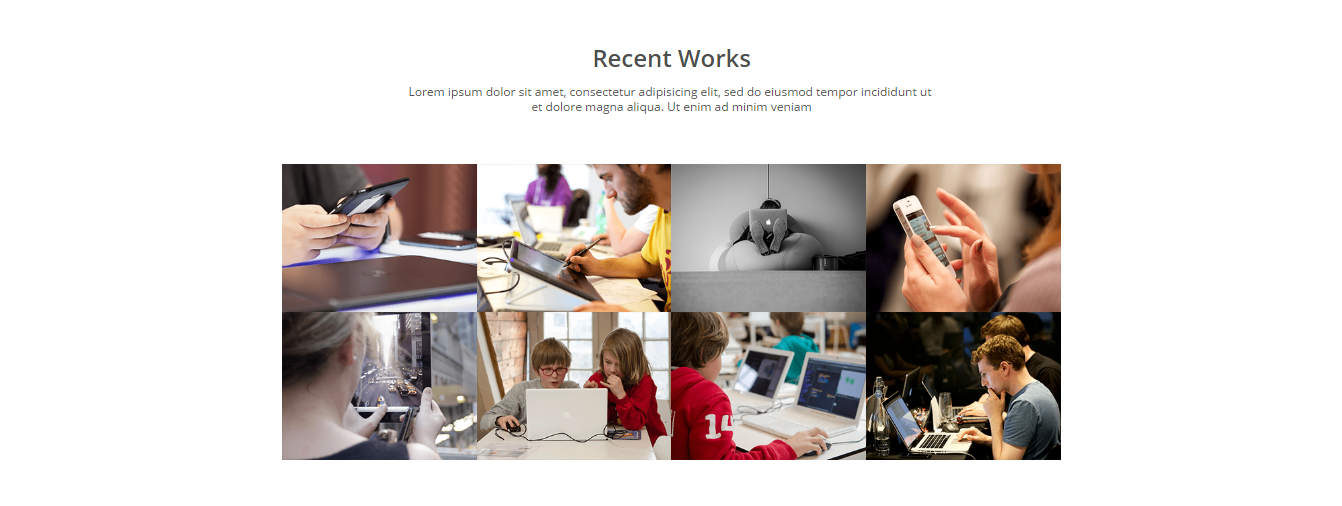 Recent Works
Lorem ipsum dolor sit amet, consectetur adipisicing elit, sed do eiusmod tempor incididunt ut
et dolore magna aliqua. Ut enim ad minim veniam
14